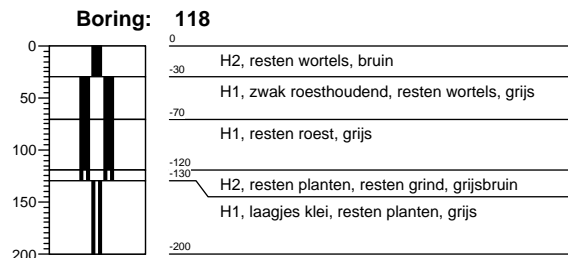 Boring: 118
0
0
H2, resten wortels, bruin
-30
H1, zwak roesthoudend, resten wortels, grijs
50
-70
H1, resten roest, grijs
100
-120
-130
H2, resten planten, resten grind, grijsbruin
150
H1, laagjes klei, resten planten, grijs
200
-200